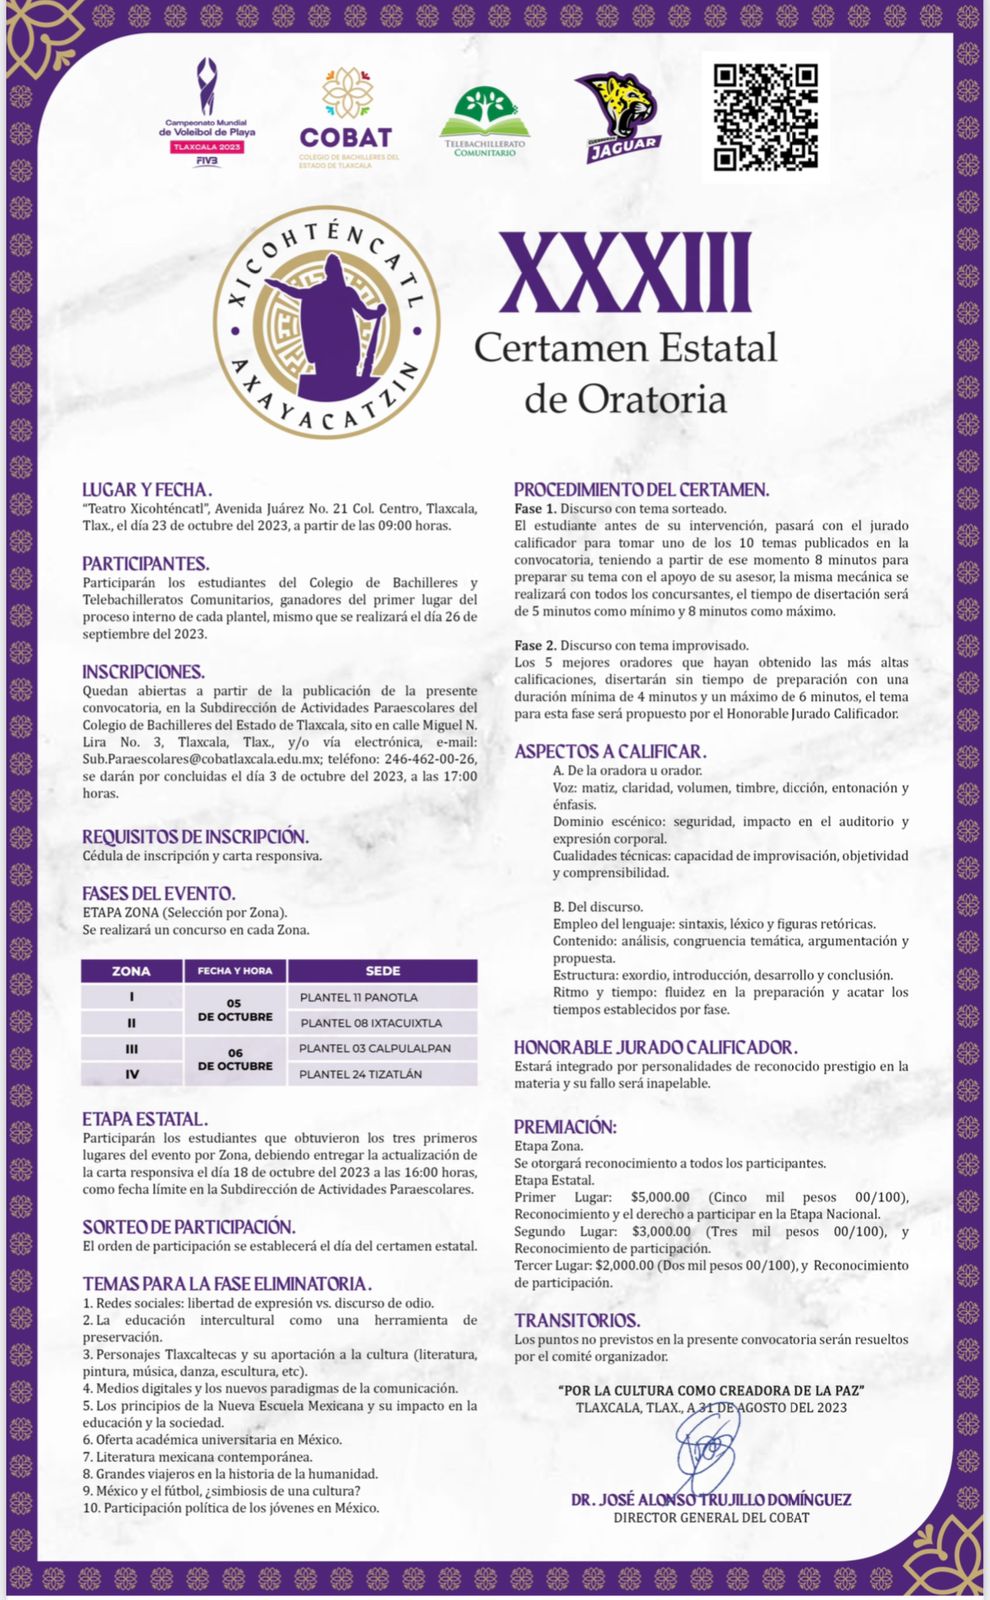 Campeonato Mundial
de Voleibol de Playa
TLAXCALA 2023
FIVB
COBAT
COLEGIO DE BACHILLERES DEL
ESTADO DE TLAXCALA
TELEBACHILLERATO
COMUNITARIO
JAGUAR
XICOHTÉNCATL
AXAYACATZIN
XXXIII
Certamen Estatal
de Oratoria
LUGAR Y FECHA.
“Teatro Xicohténcatl”, Avenida Juárez No. 21 Col. Centro, Tlaxcala,
Tlax., el día 23 de octubre del 2023, a partir de las 09:00 horas.
PARTICIPANTES.
Participarán los estudiantes del Colegio de Bachilleres y
Telebachilleratos Comunitarios, ganadores del primer lugar del
proceso interno de cada plantel, mismo que se realizará el día 26 de
septiembre del 2023.
INSCRIPCIONES.
Quedan abiertas a partir de la publicación de la presente
convocatoria, en la Subdirección de Actividades Paraescolares del
Colegio de Bachilleres del Estado de Tlaxcala, sito en calle Miguel N.
Lira No. 3, Tlaxcala, Tlax., y/o vía electrónica, e-mail:
Sub.Paraescolares@cobatlaxcala.edu.mx; teléfono: 246-462-00-26,
se darán por concluidas el día 3 de octubre del 2023, a las 17:00
horas.
REQUISITOS DE INSCRIPCIÓN.
Cédula de inscripción y carta responsiva.
FASES DEL EVENTO.
ETAPA ZONA (Selección por Zona).
Se realizará un concurso en cada Zona.
ZONA FECHA Y HORA SEDE
I 05 DE OCTUBRE PLANTEL 11 PANOTLA
II PLANTEL 08 IXTACUIXTLA
III 06 DE OCTUBRE PLANTEL 03 CALPULALPAN
IV PLANTEL 24 TIZATLÁN
ETAPA ESTATAL.
Participarán los estudiantes que obtuvieron los tres primeros
lugares del evento por Zona, debiendo entregar la actualización de
la carta responsiva el día 18 de octubre del 2023 a las 16:00 horas,
como fecha límite en la Subdirección de Actividades Paraescolares.
SORTEO DE PARTICIPACIÓN.
El orden de participación se establecerá el día del certamen estatal.
TEMAS PARA LA FASE ELIMINATORIA.
1. Redes sociales: libertad de expresión vs. discurso de odio.
2. La educación intercultural como una herramienta de
preservación.
3. Personajes Tlaxcaltecas y su aportación a la cultura (literatura,
pintura, música, danza, escultura, etc).
4. Medios digitales y los nuevos paradigmas de la comunicación.
5. Los principios de la Nueva Escuela Mexicana y su impacto en la
educación y la sociedad.
6. Oferta académica universitaria en México.
7. Literatura mexicana contemporánea.
8. Grandes viajeros en la historia de la humanidad.
9. México y el fútbol, ¿simbiosis de una cultura?
10. Participación política de los jóvenes en México.
PROCEDIMIENTO DEL CERTAMEN.
Fase 1. Discurso con tema sorteado.
El estudiante antes de su intervención, pasará con el jurado
calificador para tomar uno de los 10 temas publicados en la
convocatoria, teniendo a partir de ese momento 8 minutos para
preparar su tema con el apoyo de su asesor, la misma mecánica se
realizará con todos los concursantes, el tiempo de disertación será
de 5 minutos como mínimo y 8 minutos como máximo.
Fase 2. Discurso con tema improvisado.
Los 5 mejores oradores que hayan obtenido las más altas
calificaciones, disertarán sin tiempo de preparación con una
duración mínima de 4 minutos y un máximo de 6 minutos, el tema
para esta fase será propuesto por el Honorable Jurado Calificador.
ASPECTOS A CALIFICAR.
A. De la oradora u orador.
Voz: matiz, claridad, volumen, timbre, dicción, entonación y
énfasis.
Dominio escénico: seguridad, impacto en el auditorio y
expresión corporal.
Cualidades técnicas: capacidad de improvisación, objetividad
y comprensibilidad.
B. Del discurso.
Empleo del lenguaje: sintaxis, léxico y figuras retóricas.
Contenido: análisis, congruencia temática, argumentación y
propuesta.
Estructura: exordio, introducción, desarrollo y conclusión.
Ritmo y tiempo: fluidez en la preparación y acatar los
tiempos establecidos por fase.
HONORABLE JURADO CALIFICADOR.
Estará integrado por personalidades de reconocido prestigio en la
materia y su fallo será inapelable.
PREMIACIÓN:
Etapa Zona.
Se otorgará reconocimiento a todos los participantes.
Etapa Estatal.
Primer Lugar: $5,000.00 (Cinco mil pesos 00/100),
Reconocimiento y el derecho a participar en la Etapa Nacional.
Segundo Lugar: $3,000.00 (Tres mil pesos 00/100), y
Reconocimiento de participación.
Tercer Lugar: $2,000.00 (Dos mil pesos 00/100), y Reconocimiento
de participación.
TRANSITORIOS.
Los puntos no previstos en la presente convocatoria serán resueltos
por el comité organizador.
“POR LA CULTURA COMO CREADORA DE LA PAZ”
TLAXCALA, TLAX., A 31 DE AGOSTO DEL 2023
DR. JOSÉ ALONSO TRUJILLO DOMÍNGUEZ
DIRECTOR GENERAL DEL COBAT